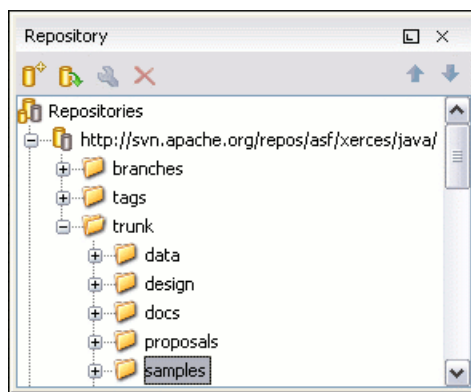 Repository
Repositories
http://svn.apache.org/repos/asf/xerces/java/
branches
tags
trunk
data
design
docs
proposals
samples